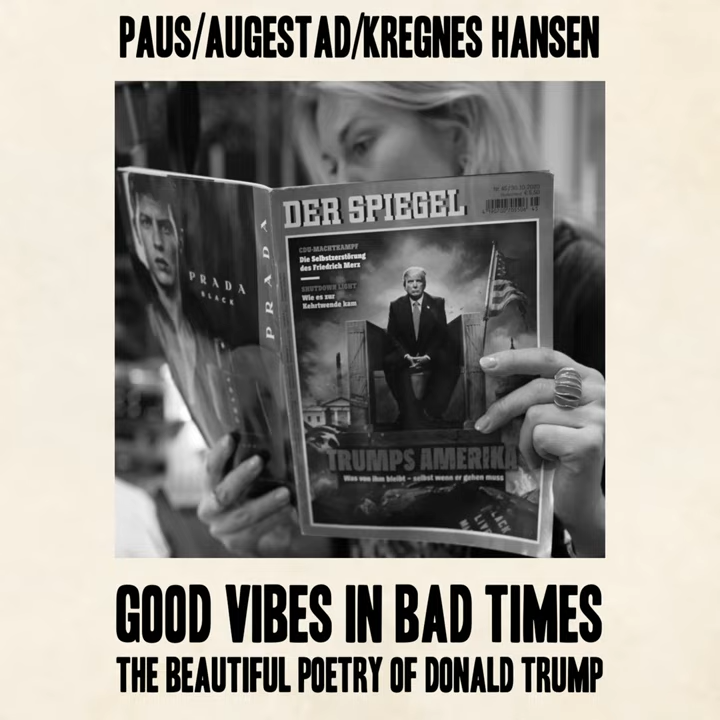 PAUS/AUGESTAD/KREGNES HANSEN
PRADA
BLACK
PRADA
DER SPIEGEL
CDU-MACHTKAMPF
Die Selbstzerstörung
des Friedrich Merz
SHUTDOWN LIGHT
Wie es zur
Kehrtwende kam
TRUMPS AMERIKA
Was von ihm bleibt – selbst wenn er gehen muss
BLACK
LIVES
GOOD VIBES IN BAD TIMES
THE BEAUTIFUL POETRY OF DONALD TRUMP